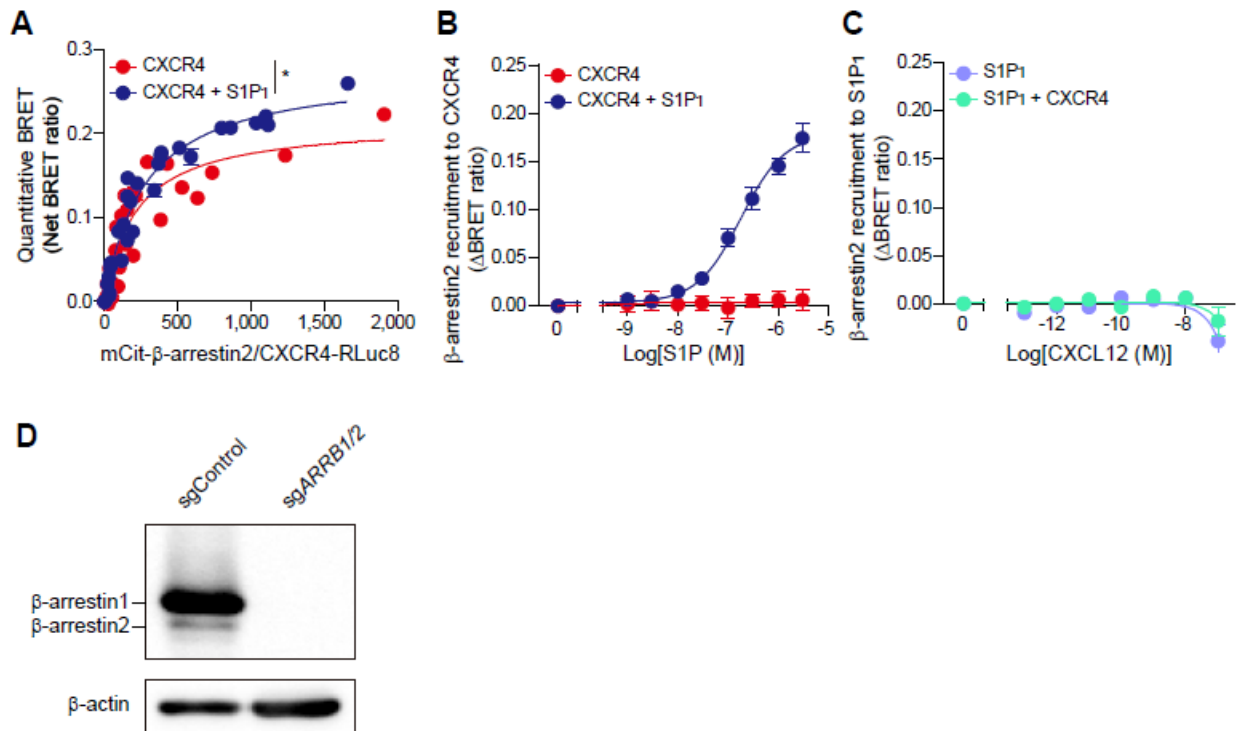 A
Quantitative BRET
(Net BRET ratio)
0.3
0.2
0.1
0.0
CXCR4
CXCR4 + S1P₁
*
0
500
1,000
1,500
2,000
mCit-β-arrestin2/CXCR4-RLuc8
B
β-arrestin2 recruitment to CXCR4
(ΔBRET ratio)
0.25
0.20
0.15
0.10
0.05
0.00
CXCR4
CXCR4 + S1P₁
0
-9
-8
-7
-6
-5
Log[S1P (M)]
C
β-arrestin2 recruitment to S1P₁
(ΔBRET ratio)
0.25
0.20
0.15
0.10
0.05
0.00
S1P₁
S1P₁ + CXCR4
0
-12
-10
-8
Log[CXCL12 (M)]
D
sgControl
sgARRB1/2
β-arrestin1
β-arrestin2
β-actin